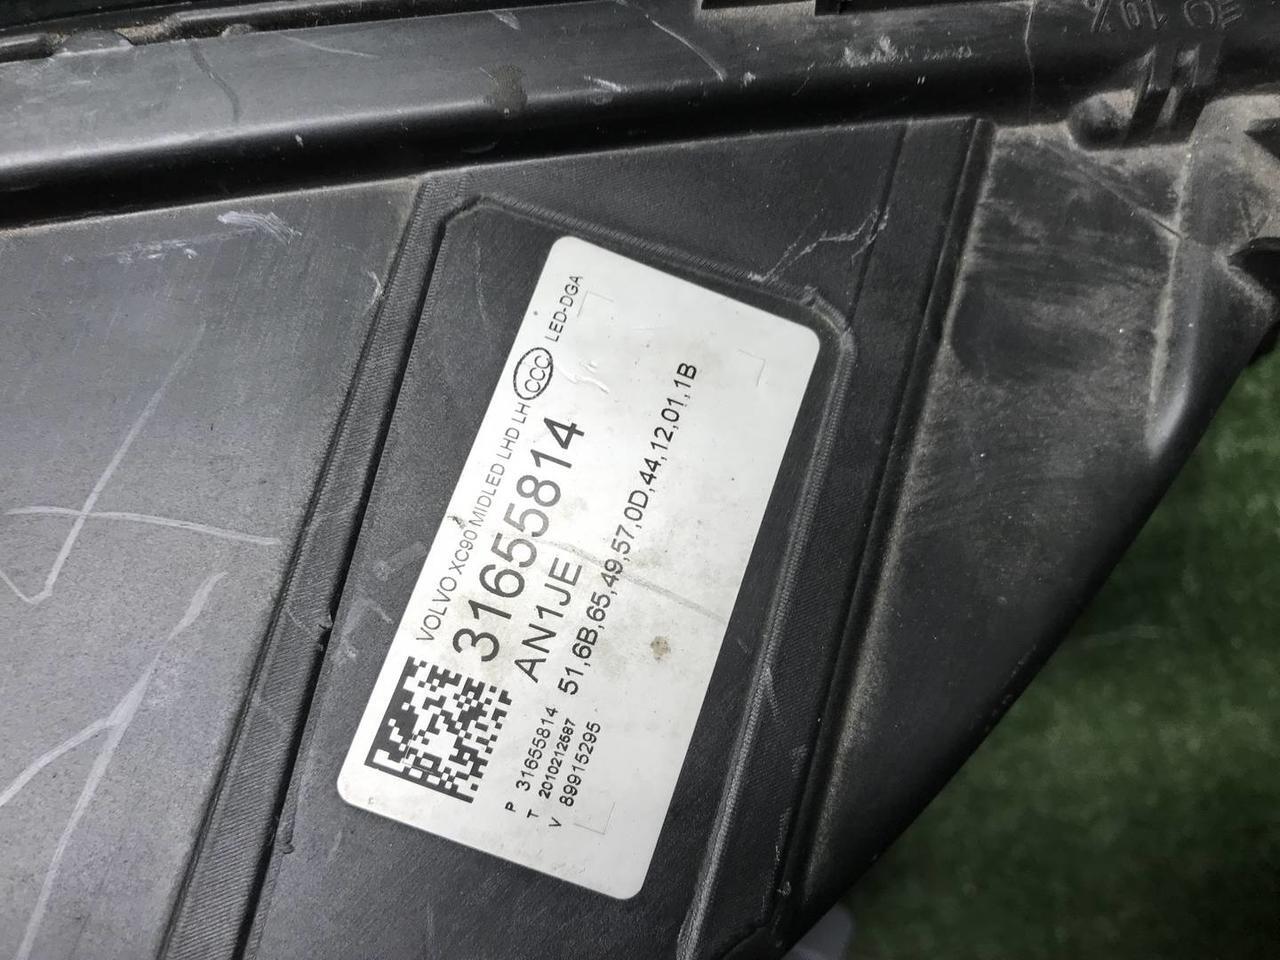 VOLVO XC90 MIDLED LHD LH CCC LED-DGA
31655814
AN1JE
51,6B,65,49,57,0D,44,12,01,1B
P 31655814
T 2010212587
V 89915295